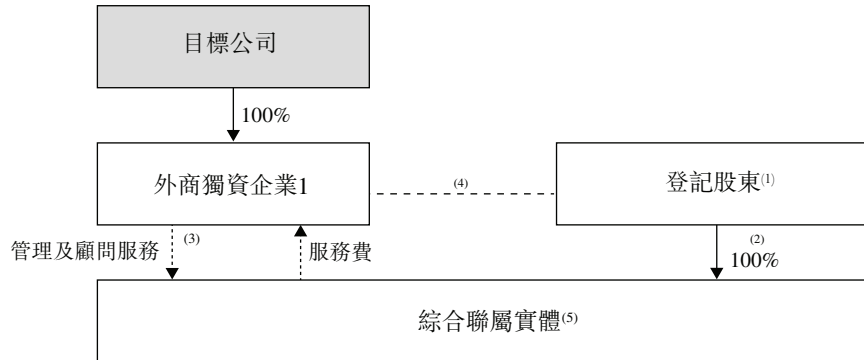 目標公司
100%
外商獨資企業1
(4)
登記股東(1)
管理及顧問服務
(3)
服務費
(2)
100%
綜合聯屬實體(5)